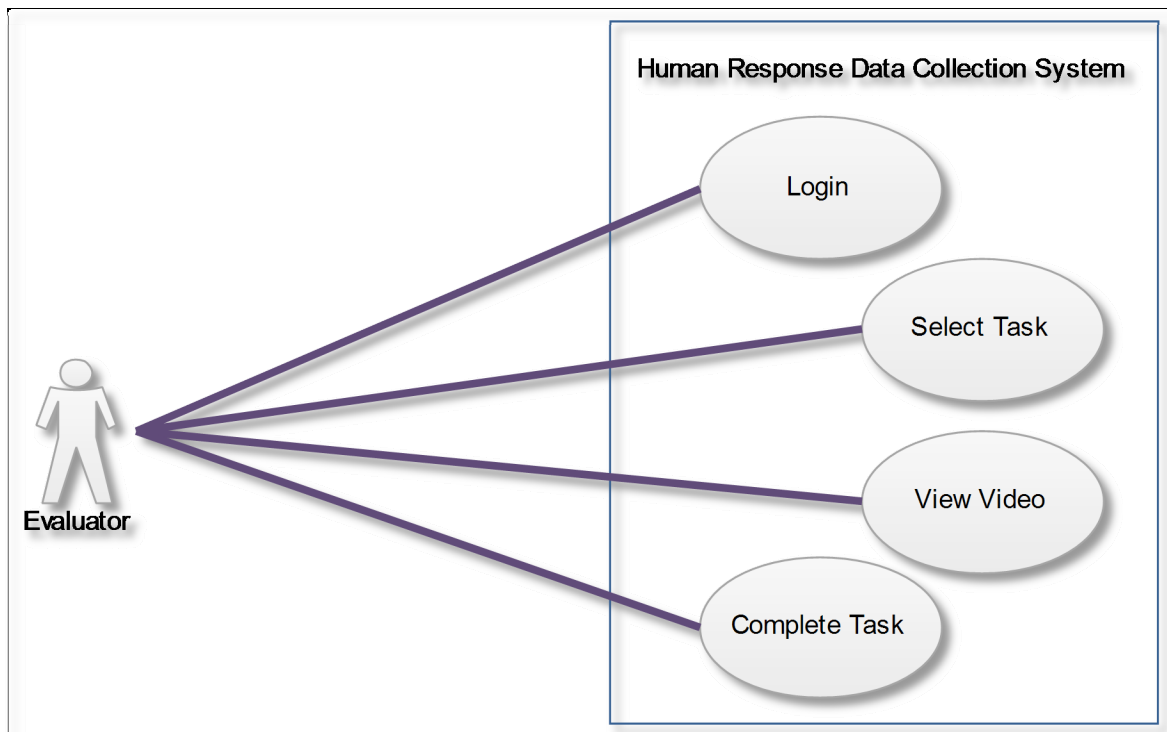 Human Response Data Collection System
Login
Select Task
View Video
Evaluator
Complete Task